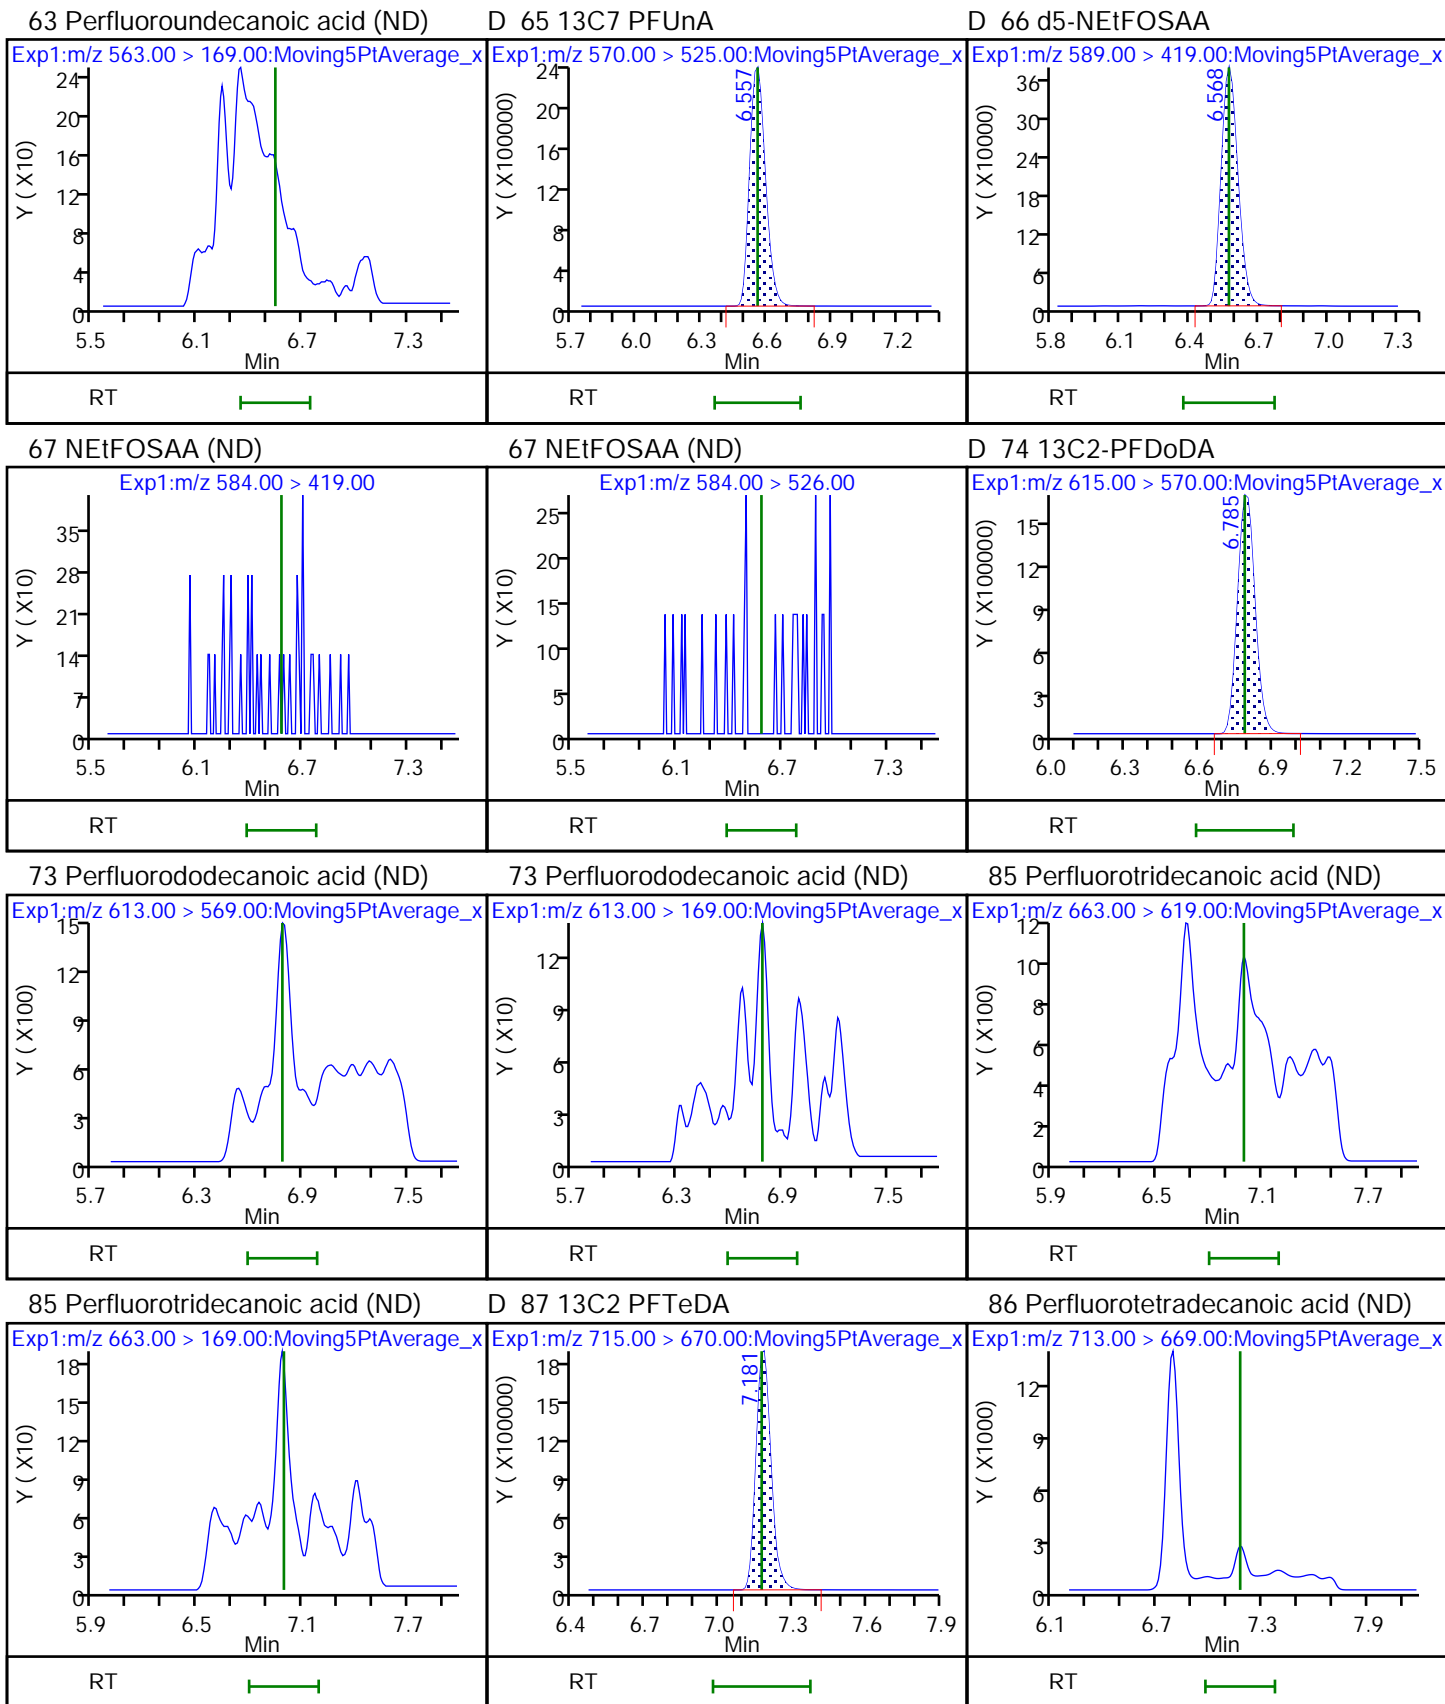 63 Perfluoroundecanoic acid (ND)
Exp1:m/z 563.00 > 169.00:Moving5PtAverage_x
Y ( X10)
24
20
16
12
8
4
0
5.5 6.1 6.7 7.3
Min
RT
D 65 13C7 PFUnA
Exp1:m/z 570.00 > 525.00:Moving5PtAverage_x
6.557
Y ( X100000)
24
20
16
12
8
4
0
5.7 6.0 6.3 6.6 6.9 7.2
Min
RT
D 66 d5-NEtFOSAA
Exp1:m/z 589.00 > 419.00:Moving5PtAverage_x
6.568
Y ( X100000)
36
30
24
18
12
6
0
5.8 6.1 6.4 6.7 7.0 7.3
Min
RT
67 NEtFOSAA (ND)
Exp1:m/z 584.00 > 419.00
Y ( X10)
35
28
21
14
7
0
5.5 6.1 6.7 7.3
Min
RT
67 NEtFOSAA (ND)
Exp1:m/z 584.00 > 526.00
Y ( X10)
25
20
15
10
5
0
5.5 6.1 6.7 7.3
Min
RT
D 74 13C2-PFDoDA
Exp1:m/z 615.00 > 570.00:Moving5PtAverage_x
6.785
Y ( X100000)
15
12
9
6
3
0
6.0 6.3 6.6 6.9 7.2 7.5
Min
RT
73 Perfluorododecanoic acid (ND)
Exp1:m/z 613.00 > 569.00:Moving5PtAverage_x
Y ( X100)
15
12
9
6
3
0
5.7 6.3 6.9 7.5
Min
RT
73 Perfluorododecanoic acid (ND)
Exp1:m/z 613.00 > 169.00:Moving5PtAverage_x
Y ( X10)
12
9
6
3
0
5.7 6.3 6.9 7.5
Min
RT
85 Perfluorotridecanoic acid (ND)
Exp1:m/z 663.00 > 619.00:Moving5PtAverage_x
Y ( X100)
12
10
8
6
4
2
0
5.9 6.5 7.1 7.7
Min
RT
85 Perfluorotridecanoic acid (ND)
Exp1:m/z 663.00 > 169.00:Moving5PtAverage_x
Y ( X10)
18
15
12
9
6
3
0
5.9 6.5 7.1 7.7
Min
RT
D 87 13C2 PFTeDA
Exp1:m/z 715.00 > 670.00:Moving5PtAverage_x
7.181
Y ( X100000)
18
15
12
9
6
3
0
6.4 6.7 7.0 7.3 7.6 7.9
Min
RT
86 Perfluorotetradecanoic acid (ND)
Exp1:m/z 713.00 > 669.00:Moving5PtAverage_x
Y ( X1000)
12
9
6
3
0
6.1 6.7 7.3 7.9
Min
RT